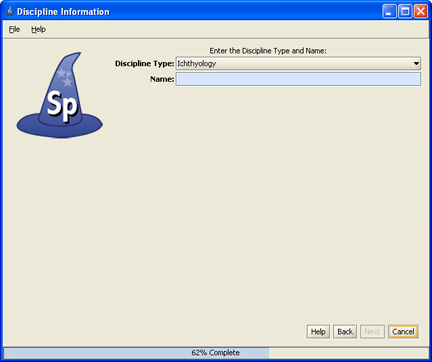 Discipline Information
File Help
Enter the Discipline Type and Name:
Discipline Type: Ichthyology
Name:
Sp
Help Back Next Cancel
62% Complete